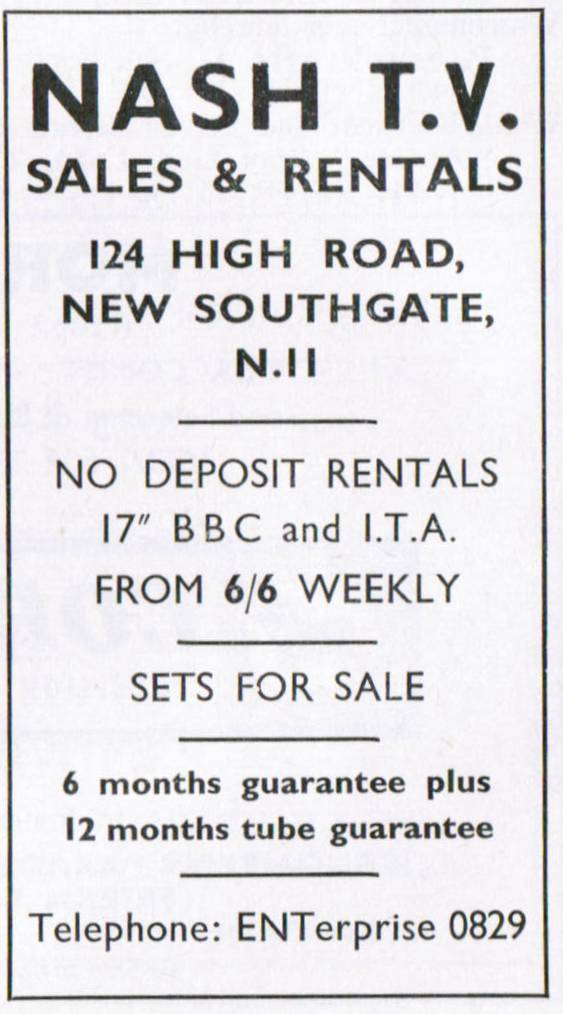 NASH T.V.
SALES & RENTALS
124 HIGH ROAD,
NEW SOUTHGATE,
N.11
NO DEPOSIT RENTALS
17" BBC and I.T.A.
FROM 6/6 WEEKLY
SETS FOR SALE
6 months guarantee plus
12 months tube guarantee
Telephone: ENTerprise 0829